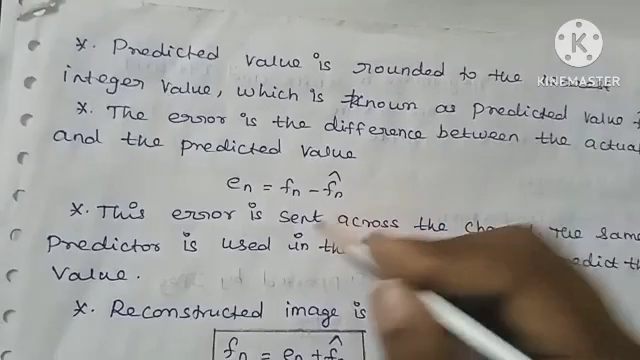 *. Predicted value is rounded to the
KINEMASTER
integer value, which is known as predicted value
*. The error is the difference between the actual
and the predicted value
en = fn - f̂n
*. This error is sent across the the same
Predictor is used in the
value.
*. Reconstructed image is
fn = en + f̂n